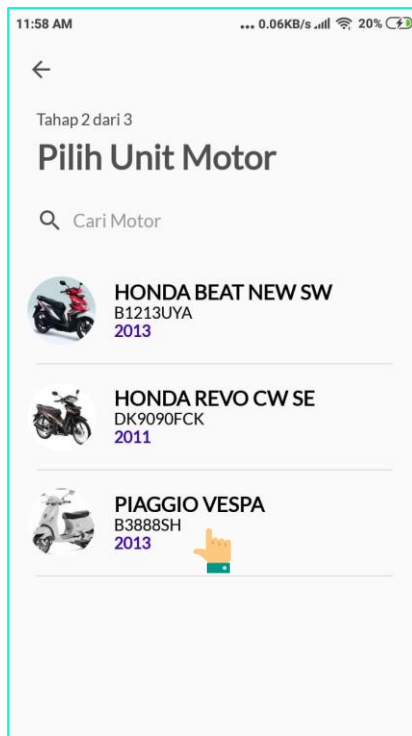 11:58 AM ... 0.06KB/s 20%
Tahap 2 dari 3
Pilih Unit Motor
Cari Motor
HONDA BEAT NEW SW
B1213UYA
2013
HONDA REVO CW SE
DK9090FCK
2011
PIAGGIO VESPA
B3888SH
2013